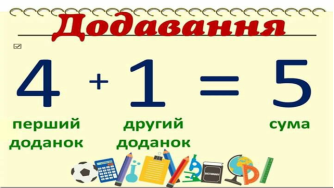 Додавання
4 + 1 = 5
перший другий сума
доданок доданок